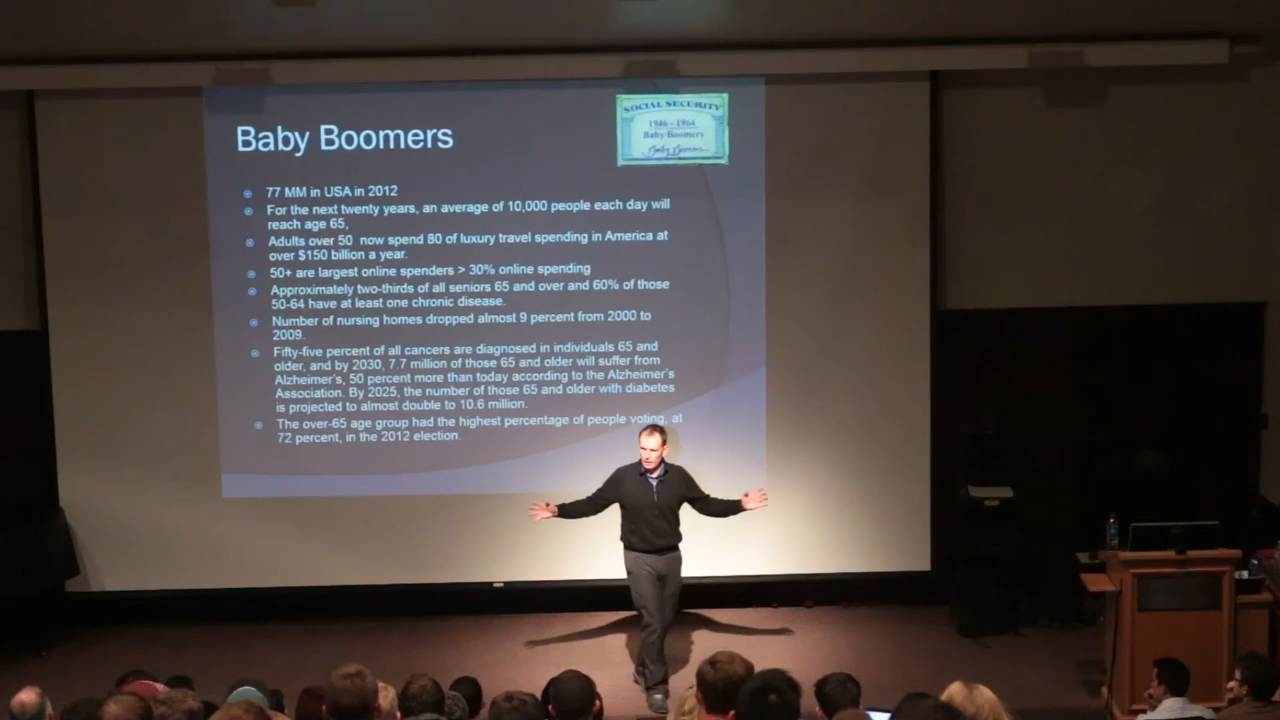 SOCIAL SECURITY
1946 - 1964
Baby Boomers
Baby Boomers
Baby Boomers
77 MM in USA in 2012
For the next twenty years, an average of 10,000 people each day will
reach age 65,
Adults over 50 now spend 80 of luxury travel spending in America at
over $150 billion a year.
50+ are largest online spenders > 30% online spending
Approximately two-thirds of all seniors 65 and over and 60% of those
50-64 have at least one chronic disease.
Number of nursing homes dropped almost 9 percent from 2000 to
2009.
Fifty-five percent of all cancers are diagnosed in individuals 65 and
older, and by 2030, 7.7 million of those 65 and older will suffer from
Alzheimer's, 50 percent more than today according to the Alzheimer's
Association. By 2025, the number of those 65 and older with diabetes
is projected to almost double to 10.6 million.
The over-65 age group had the highest percentage of people voting, at
72 percent, in the 2012 election.